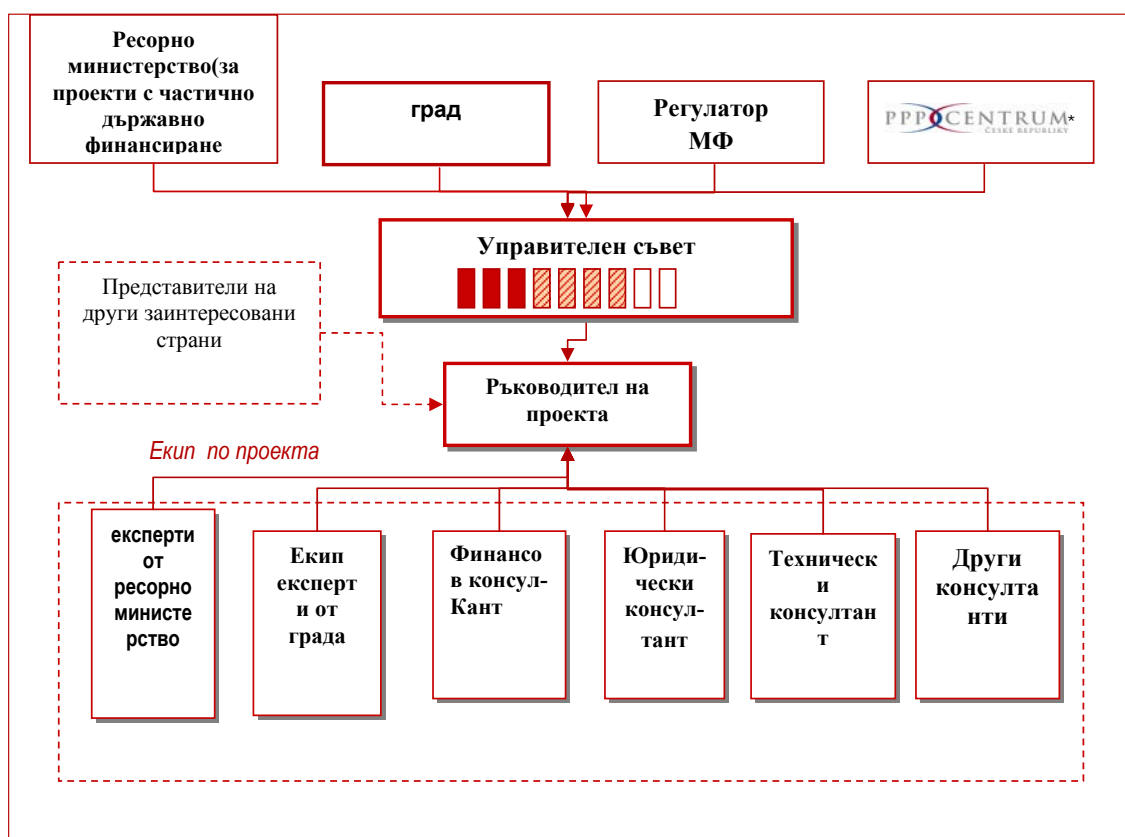 Ресорно
министерство(за
проекти с частично
държавно
финансиране
град
Регулатор
МФ
PPP CENTRUM*
ČESKÉ REPUBLIKY
Управителен съвет
Представители на
други заинтересовани
страни
Ръководител на
проекта
Екип по проекта
експерти
от
ресорно
министе
рство
Екип
експерт
и от
града
Финансо
в консул-
Кант
Юриди-
чески
консул-
тант
Техническ
и
консултан
т
Други
консулта
нти